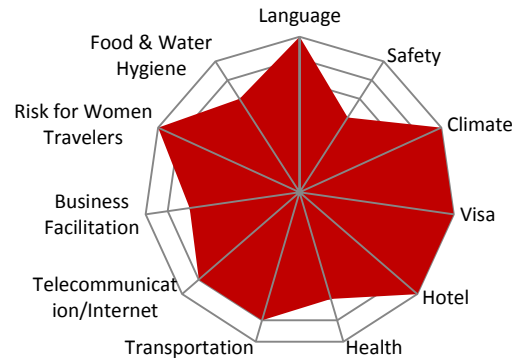 Language
Safety
Climate
Visa
Hotel
Health
Transportation
Telecommunicat
ion/Internet
Business
Facilitation
Risk for Women
Travelers
Food & Water
Hygiene